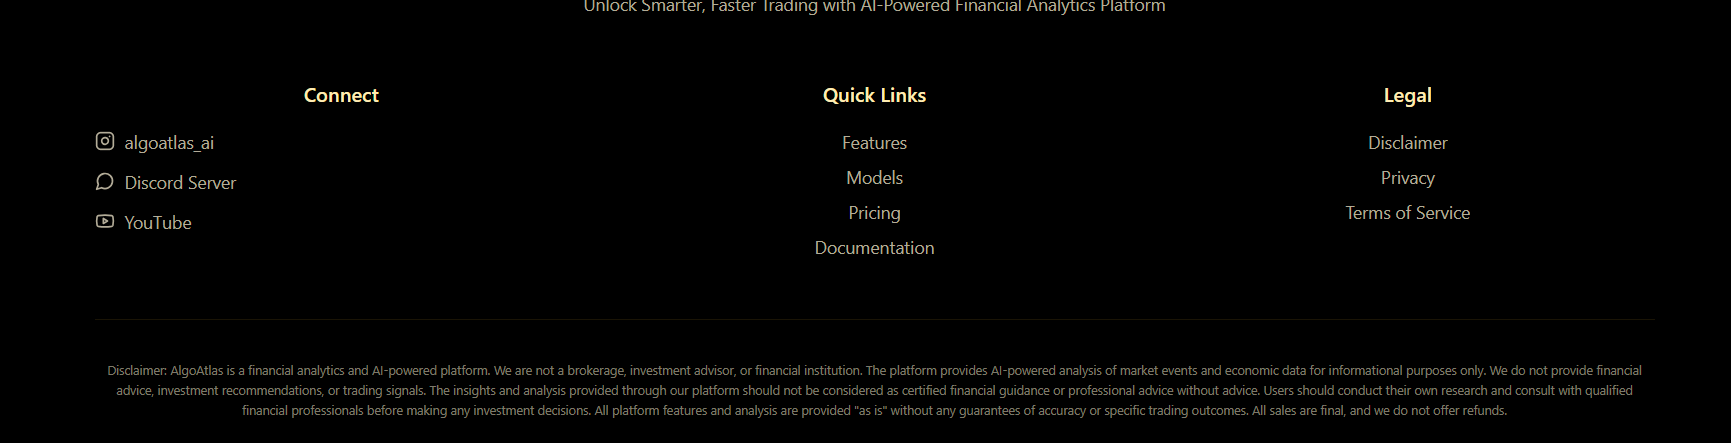 Unlock Smarter, Faster Trading with AI-Powered Financial Analytics Platform
Connect
algoatlas_ai
Discord Server
YouTube
Quick Links
Features
Models
Pricing
Documentation
Legal
Disclaimer
Privacy
Terms of Service
Disclaimer: AlgoAtlas is a financial analytics and AI-powered platform. We are not a brokerage, investment advisor, or financial institution. The platform provides AI-powered analysis of market events and economic data for informational purposes only. We do not provide financial
advice, investment recommendations, or trading signals. The insights and analysis provided through our platform should not be considered as certified financial guidance or professional advice without advice. Users should conduct their own research and consult with qualified
financial professionals before making any investment decisions. All platform features and analysis are provided "as is" without any guarantees of accuracy or specific trading outcomes. All sales are final, and we do not offer refunds.